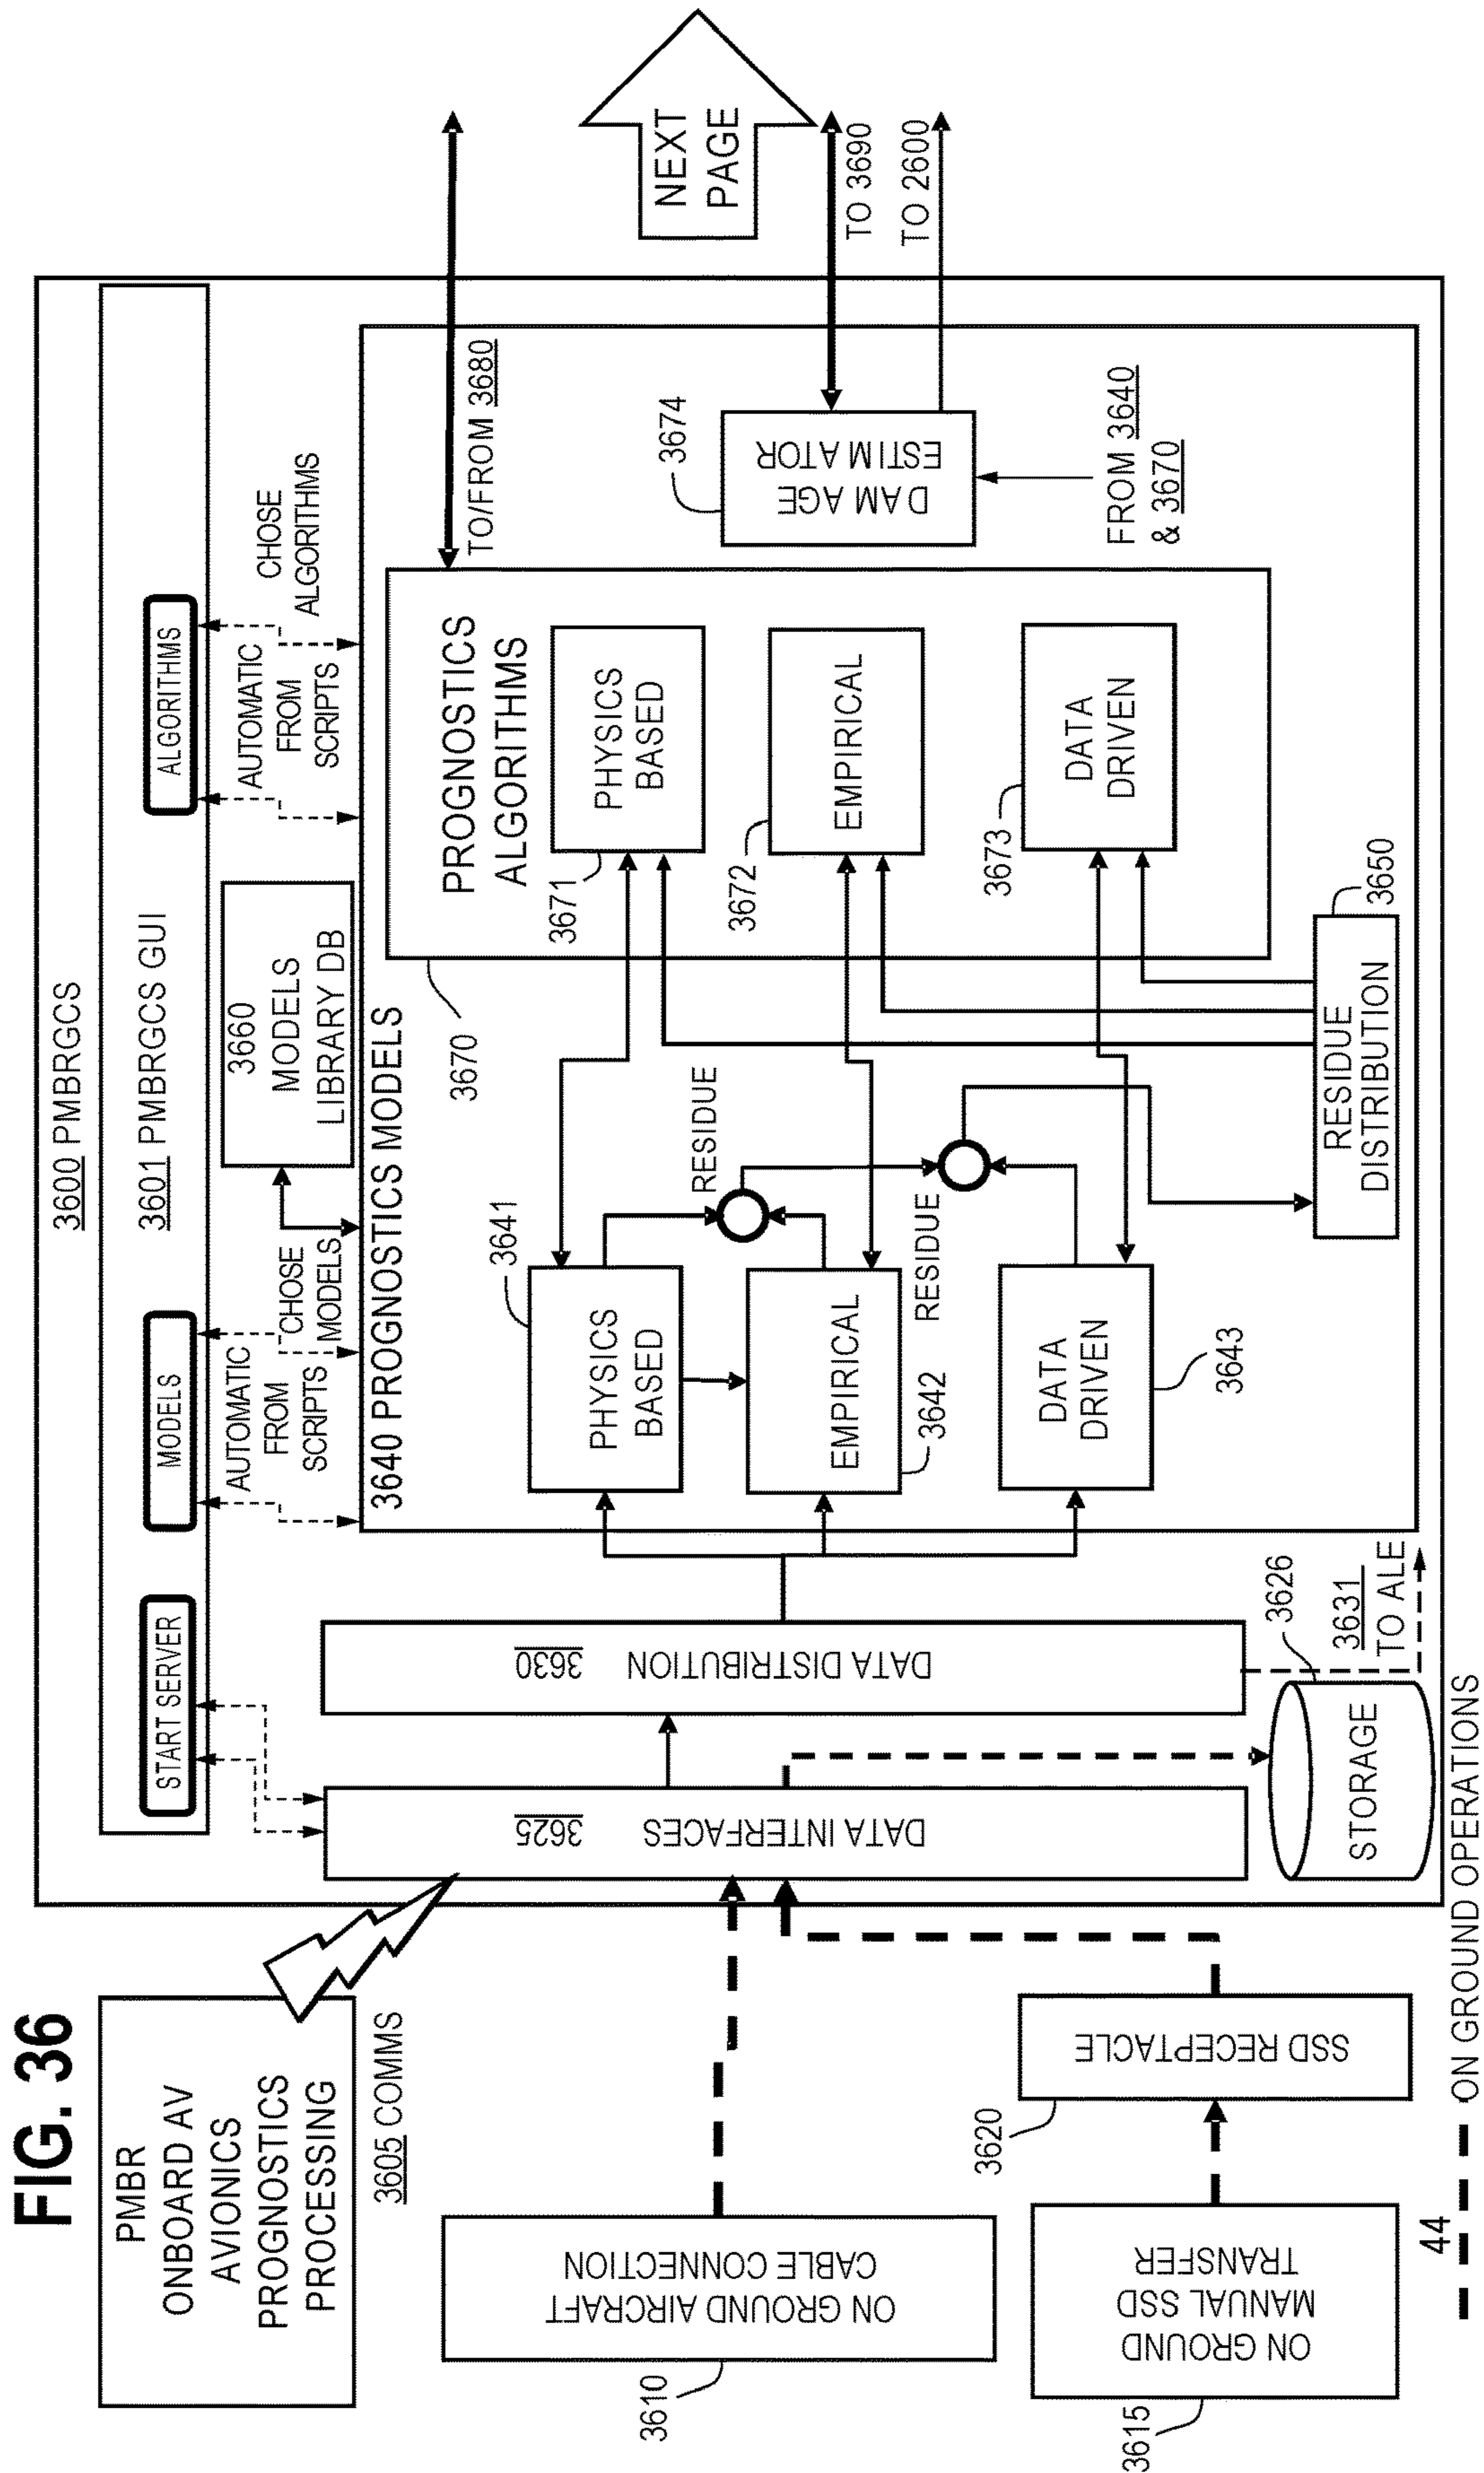 FIG. 36
PMBR
ONBOARD AV
AVIONICS
PROGNOSTICS
PROCESSING
3605 COMMS
ON GROUND AIRCRAFT
CABLE CONNECTION
3610
ON GROUND
MANUAL SSD
TRANSFER
3615
SSD RECEPTACLE
3620
44
ON GROUND OPERATIONS
3600 PMBRGCS
3601 PMBRGCS GUI
START SERVER
MODELS
ALGORITHMS
AUTOMATIC
FROM
SCRIPTS
CHOSE
MODELS
3660
MODELS
LIBRARY DB
AUTOMATIC
FROM
SCRIPTS
CHOSE
ALGORITHMS
DATA INTERFACES 3625
DATA DISTRIBUTION 3630
STORAGE
3626
3631
TO ALE
3640 PROGNOSTICS MODELS
PHYSICS
BASED
3641
EMPIRICAL
3642
DATA
DRIVEN
3643
RESIDUE
RESIDUE
RESIDUE
DISTRIBUTION
3650
3670
PROGNOSTICS
ALGORITHMS
PHYSICS
BASED
3671
EMPIRICAL
3672
DATA
DRIVEN
3673
TO/FROM 3680
DAMAGE
ESTIMATOR
3674
FROM 3640
& 3670
NEXT
PAGE
TO 3690
TO 2600